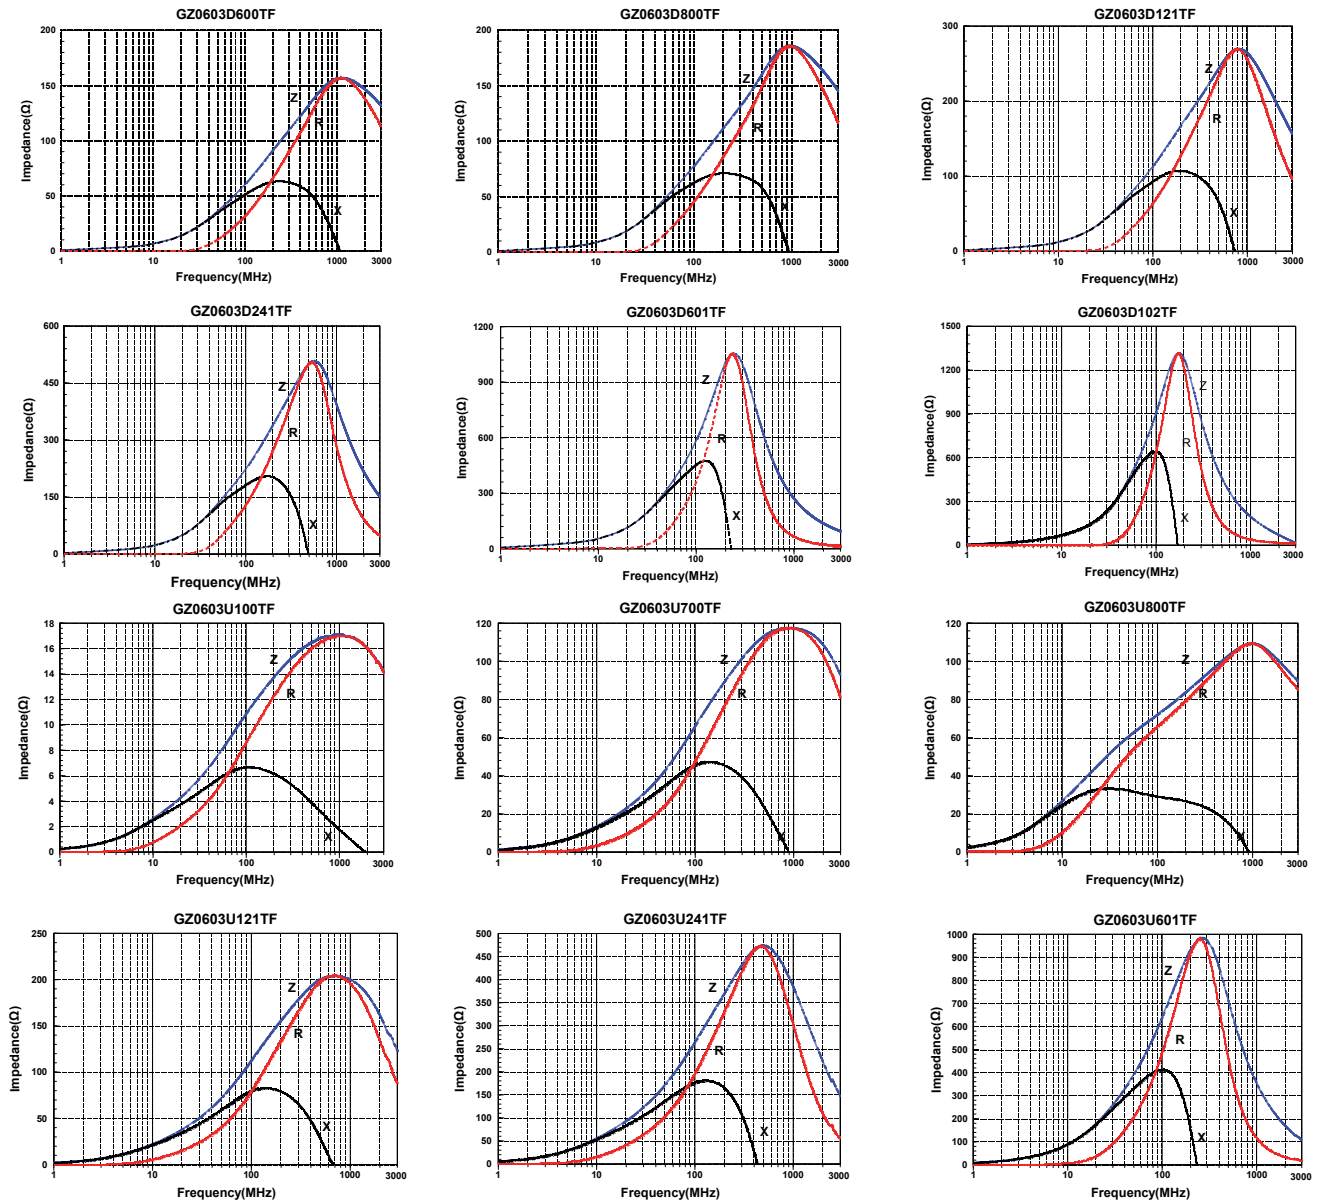 GZ0603D600TF
200
150
100
50
0
Impedance(Ω)
Z
R
X
1 10 100 1000 3000
Frequency(MHz)
GZ0603D800TF
200
150
100
50
0
Impedance(Ω)
Z
R
X
1 10 100 1000 3000
Frequency(MHz)
GZ0603D121TF
300
200
100
0
Impedance(Ω)
Z
R
X
1 10 100 1000 3000
Frequency(MHz)
GZ0603D241TF
600
450
300
150
0
Impedance(Ω)
Z
R
X
1 10 100 1000 3000
Frequency(MHz)
GZ0603D601TF
1200
900
600
300
0
Impedance(Ω)
Z
R
X
1 10 100 1000 3000
Frequency(MHz)
GZ0603D102TF
1500
1200
900
600
300
0
Impedance(Ω)
Z
R
X
1 10 100 1000 3000
Frequency(MHz)
GZ0603U100TF
18
16
14
12
10
8
6
4
2
0
Impedance(Ω)
Z
R
X
1 10 100 1000 3000
Frequency(MHz)
GZ0603U700TF
120
100
80
60
40
20
0
Impedance(Ω)
Z
R
X
1 10 100 1000 3000
Frequency(MHz)
GZ0603U800TF
120
100
80
60
40
20
0
Impedance(Ω)
Z
R
X
1 10 100 1000 3000
Frequency(MHz)
GZ0603U121TF
250
200
150
100
50
0
Impedance(Ω)
Z
R
X
1 10 100 1000 3000
Frequency(MHz)
GZ0603U241TF
500
450
400
350
300
250
200
150
100
50
0
Impedance(Ω)
Z
R
X
1 10 100 1000 3000
Frequency(MHz)
GZ0603U601TF
1000
900
800
700
600
500
400
300
200
100
0
Impedance(Ω)
Z
R
X
1 10 100 1000 3000
Frequency(MHz)